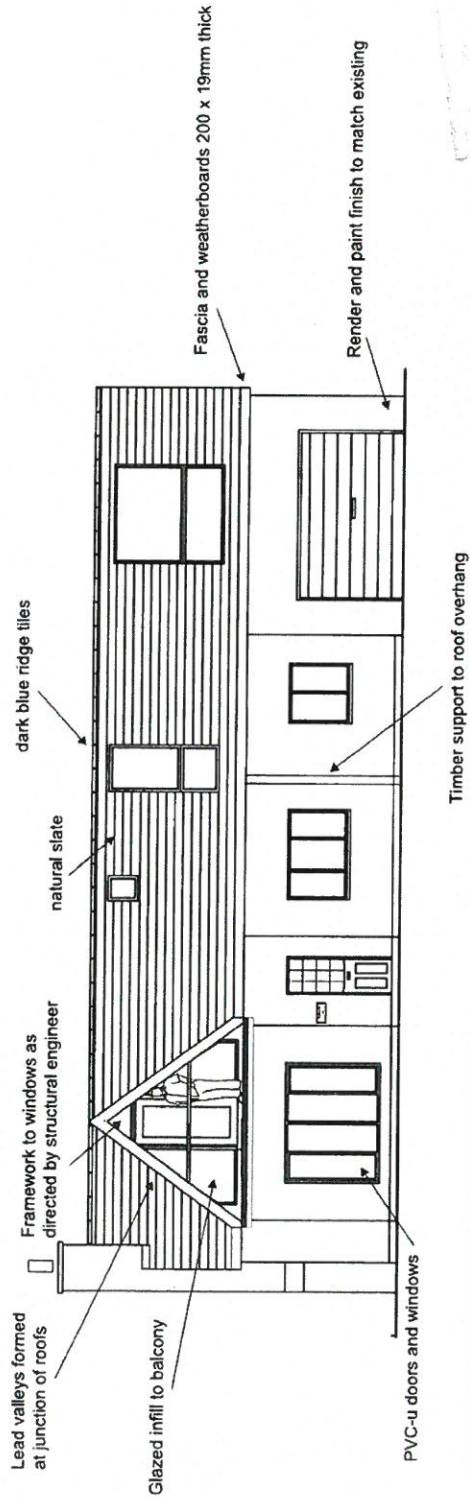 Lead valleys formed
at junction of roofs
Framework to windows as
directed by structural engineer
natural slate
dark blue ridge tiles
Fascia and weatherboards 200 x 19mm thick
Glazed infill to balcony
PVC-u doors and windows
Timber support to roof overhang
Render and paint finish to match existing